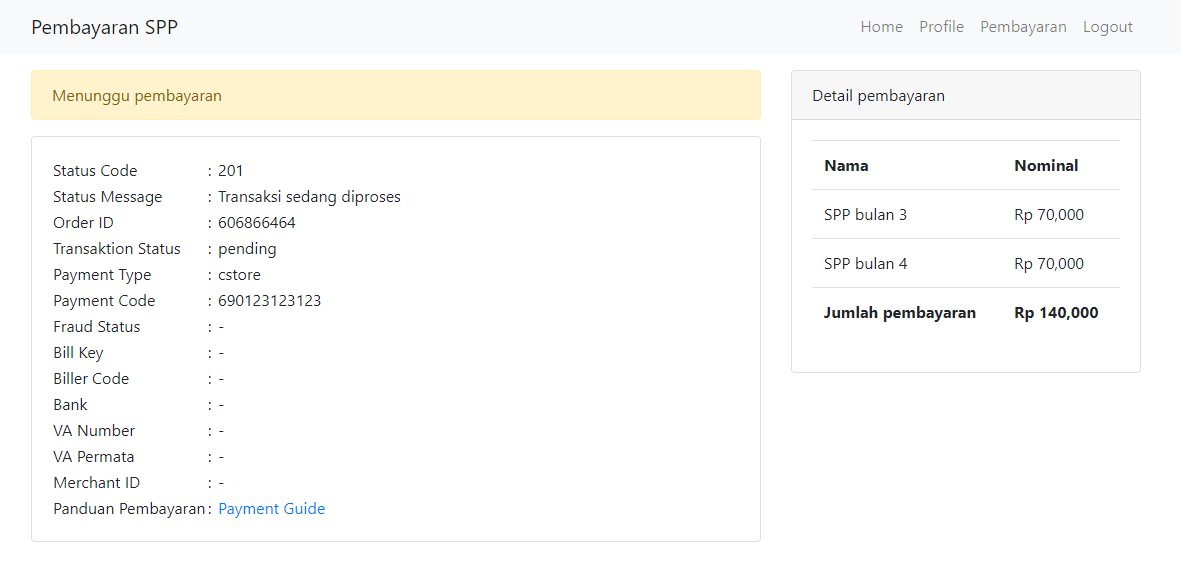 Pembayaran SPP
Home Profile Pembayaran Logout
Menunggu pembayaran
Status Code : 201
Status Message : Transaksi sedang diproses
Order ID : 606866464
Transaktion Status : pending
Payment Type : cstore
Payment Code : 690123123123
Fraud Status : -
Bill Key : -
Biller Code : -
Bank : -
VA Number : -
VA Permata : -
Merchant ID : -
Panduan Pembayaran : Payment Guide
Detail pembayaran
Nama Nominal
SPP bulan 3 Rp 70,000
SPP bulan 4 Rp 70,000
Jumlah pembayaran Rp 140,000